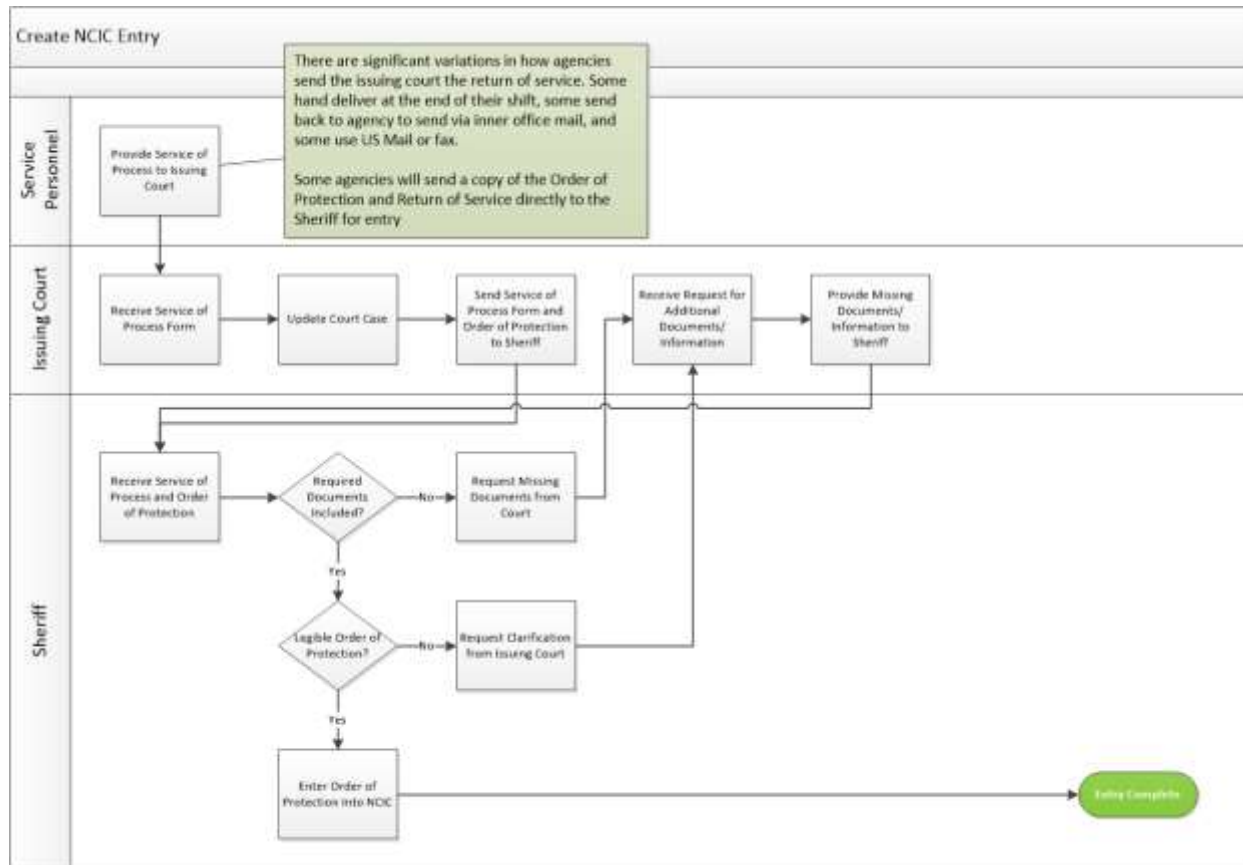 Create NCIC Entry
There are significant variations in how agencies
send the issuing court the return of service. Some
hand deliver at the end of their shift, some send
back to agency to send via inner office mail, and
some use US Mail or fax.
Some agencies will send a copy of the Order of
Protection and Return of Service directly to the
Sheriff for entry
Service
Personnel
Provide Service of
Process to Issuing
Court
Issuing Court
Receive Service of
Process Form
Update Court Case
Send Service of
Process Form and
Order of Protection
to Sheriff
Receive Request for
Additional
Documents/
Information
Provide Missing
Documents/
Information to
Sheriff
Sheriff
Receive Service of
Process and Order
of Protection
Required
Documents
Included?
No
Request Missing
Documents from
Court
Yes
Legible Order of
Protection?
No
Request Clarification
from Issuing Court
Yes
Enter Order of
Protection into NCIC
Entry Complete